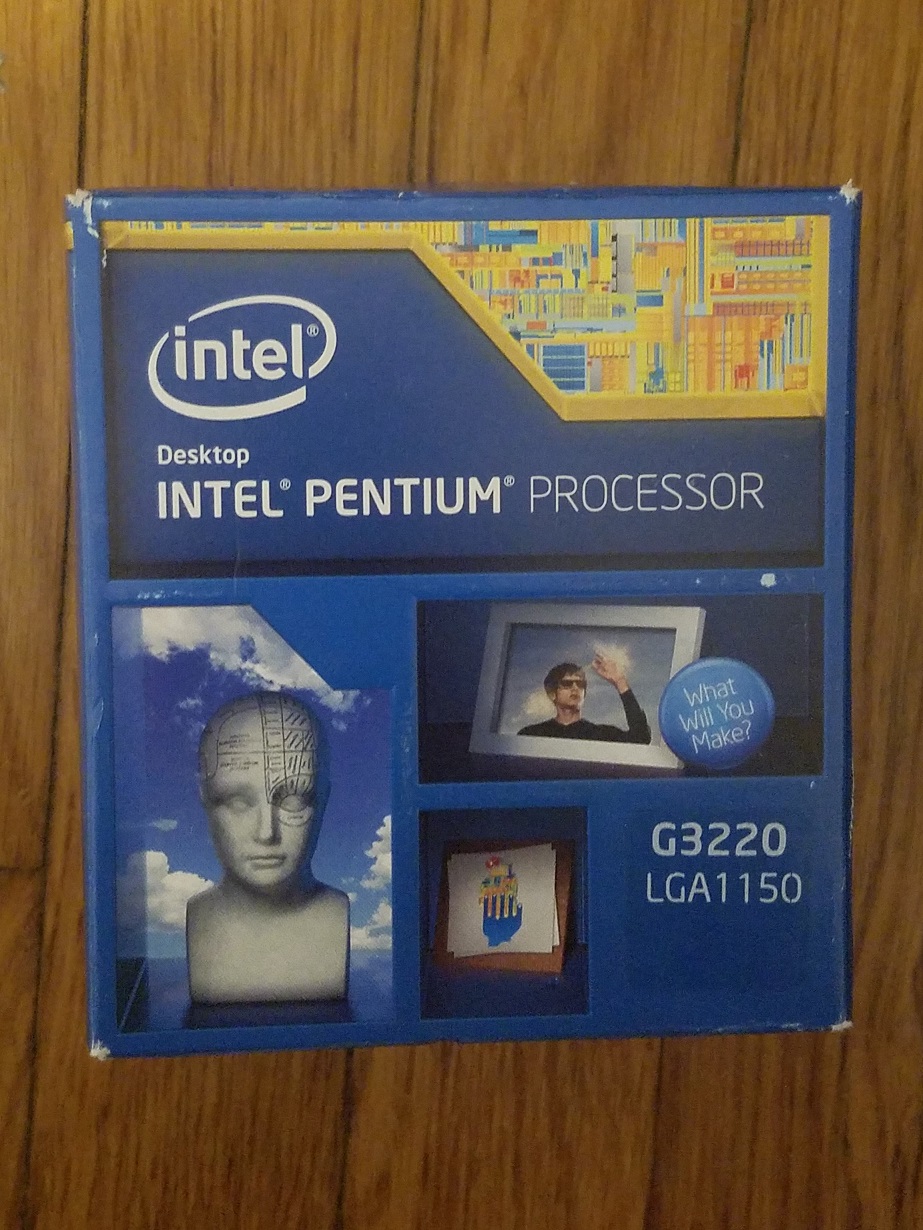 intel®
Desktop
INTEL® PENTIUM® PROCESSOR
What
Will You
Make?
G3220
LGA1150